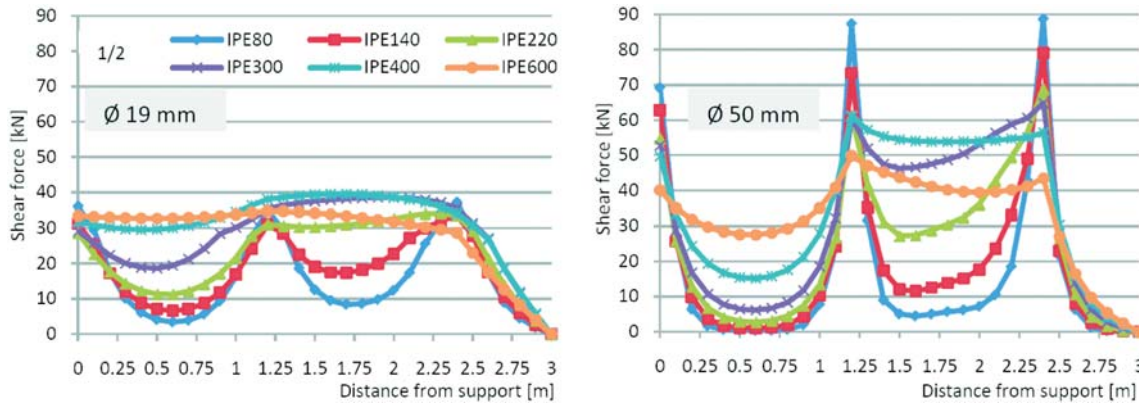 90
80
70
60
50
40
30
20
10
0
Shear force [kN]
1/2
IPE80 IPE140 IPE220
IPE300 IPE400 IPE600
Ø 19 mm
0 0.25 0.5 0.75 1 1.25 1.5 1.75 2 2.25 2.5 2.75 3
Distance from support [m]
90
80
70
60
50
40
30
20
10
0
Shear force [kN]
Ø 50 mm
0 0.25 0.5 0.75 1 1.25 1.5 1.75 2 2.25 2.5 2.75 3
Distance from support [m]